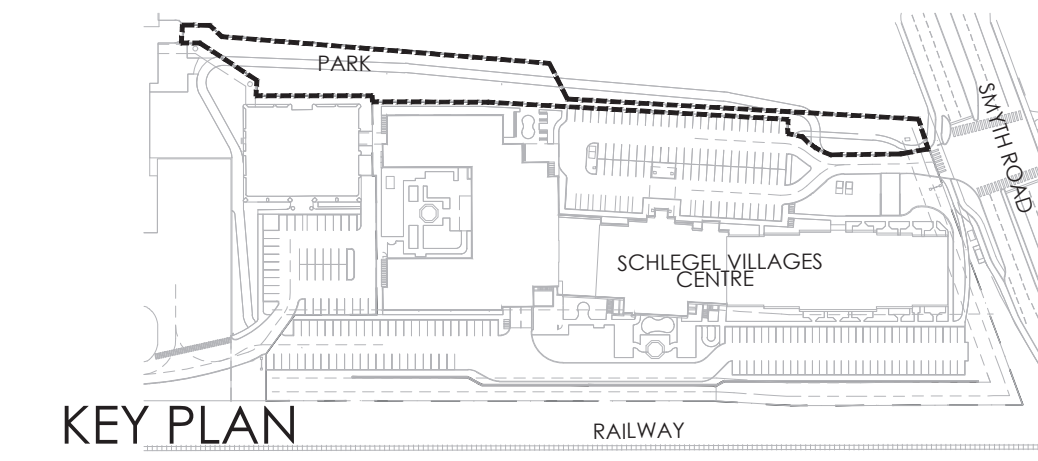 PARK
SMYTH ROAD
SCHLEGEL VILLAGES
CENTRE
KEY PLAN
RAILWAY